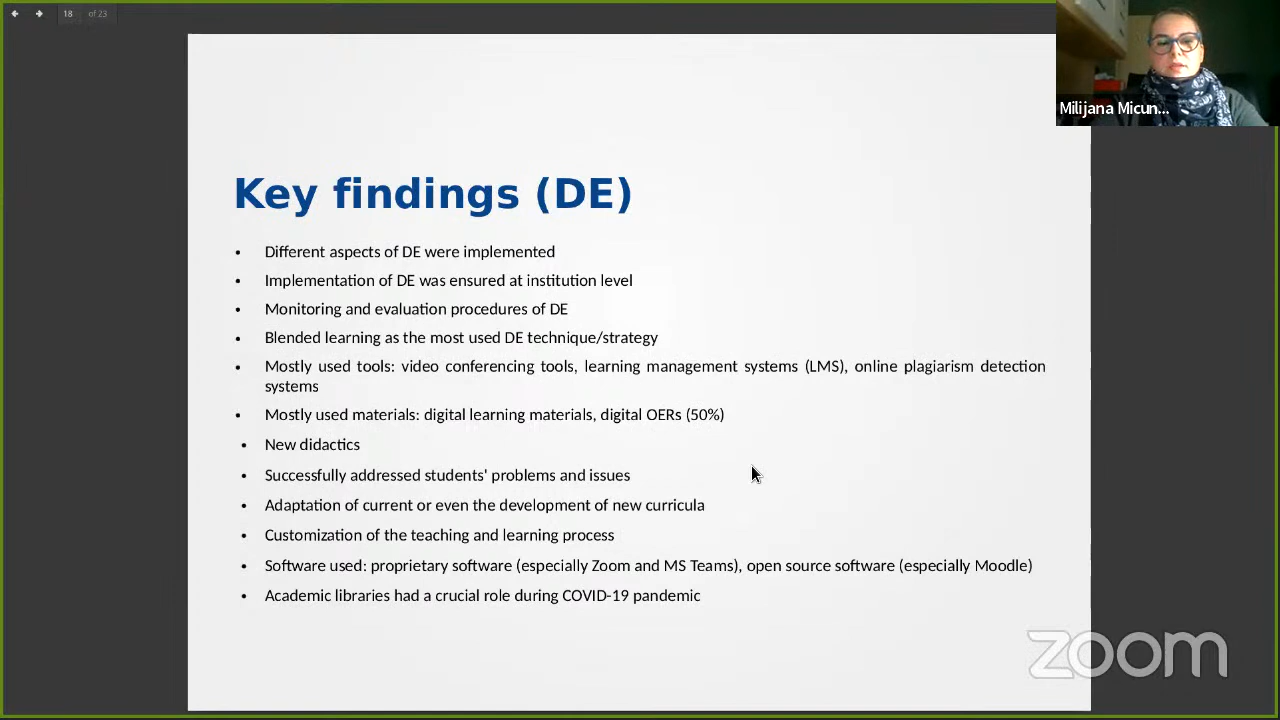 18 of 23
Milijana Micun...
Key findings (DE)
• Different aspects of DE were implemented
• Implementation of DE was ensured at institution level
• Monitoring and evaluation procedures of DE
• Blended learning as the most used DE technique/strategy
• Mostly used tools: video conferencing tools, learning management systems (LMS), online plagiarism detection
systems
• Mostly used materials: digital learning materials, digital OERs (50%)
• New didactics
• Successfully addressed students' problems and issues
• Adaptation of current or even the development of new curricula
• Customization of the teaching and learning process
• Software used: proprietary software (especially Zoom and MS Teams), open source software (especially Moodle)
• Academic libraries had a crucial role during COVID-19 pandemic
zoom